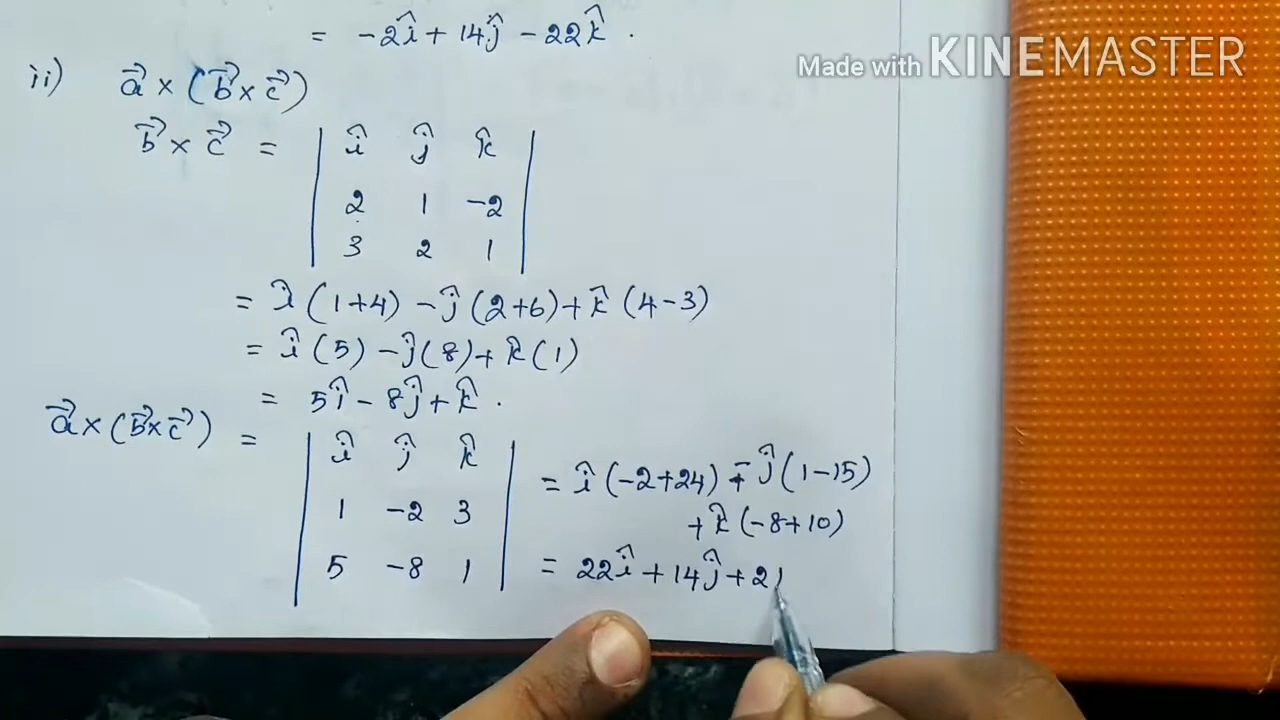 = -2î + 14ĵ - 22k̂ .
Made with KINEMASTER
ii) a⃗ × (b⃗ × c⃗)
b⃗ × c⃗ = | î ĵ k̂ |
| 2 1 -2 |
| 3 2 1 |
= î (1+4) - ĵ (2+6) + k̂ (4-3)
= î (5) - ĵ (8) + k̂ (1)
= 5î - 8ĵ + k̂ .
a⃗ × (b⃗ × c⃗) = | î ĵ k̂ |
| 1 -2 3 |
| 5 -8 1 |
= î (-2+24) - ĵ (1-15)
+ k̂ (-8+10)
= 22î + 14ĵ + 2